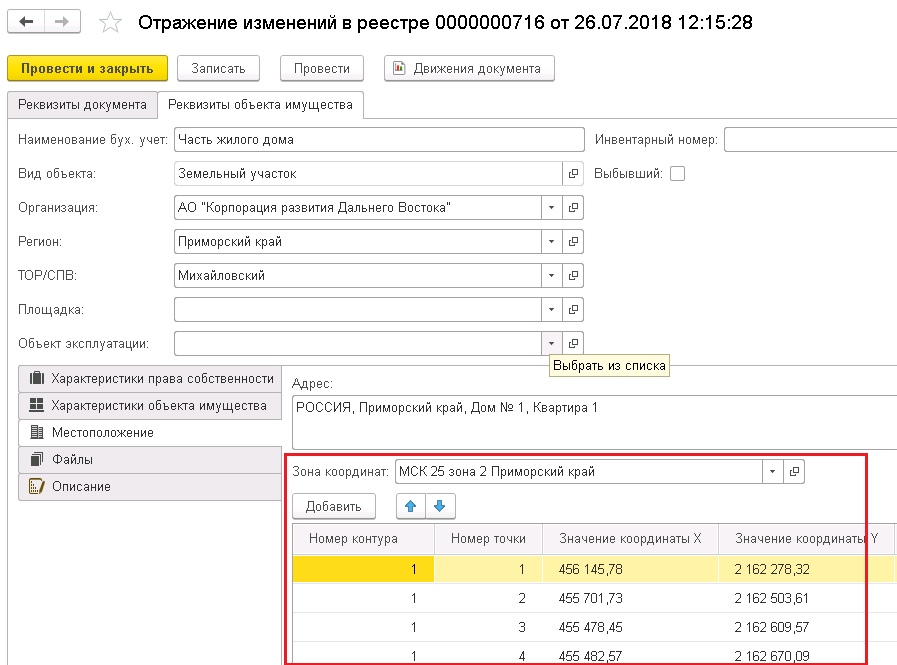 Отражение изменений в реестре 0000000716 от 26.07.2018 12:15:28
Провести и закрыть Записать Провести Движения документа
Реквизиты документа Реквизиты объекта имущества
Наименование бух. учет: Часть жилого дома Инвентарный номер:
Вид объекта: Земельный участок Выбывший:
Организация: АО "Корпорация развития Дальнего Востока"
Регион: Приморский край
ТОР/СПВ: Михайловский
Площадка:
Объект эксплуатации:
Выбрать из списка
Характеристики права собственности
Характеристики объекта имущества
Местоположение
Файлы
Описание
Адрес:
РОССИЯ, Приморский край, Дом № 1, Квартира 1
Зона координат: МСК 25 зона 2 Приморский край
Добавить
Номер контура Номер точки Значение координаты X Значение координаты Y
1 1 456 145,78 2 162 278,32
1 2 455 701,73 2 162 503,61
1 3 455 478,45 2 162 609,57
1 4 455 482,57 2 162 670,09